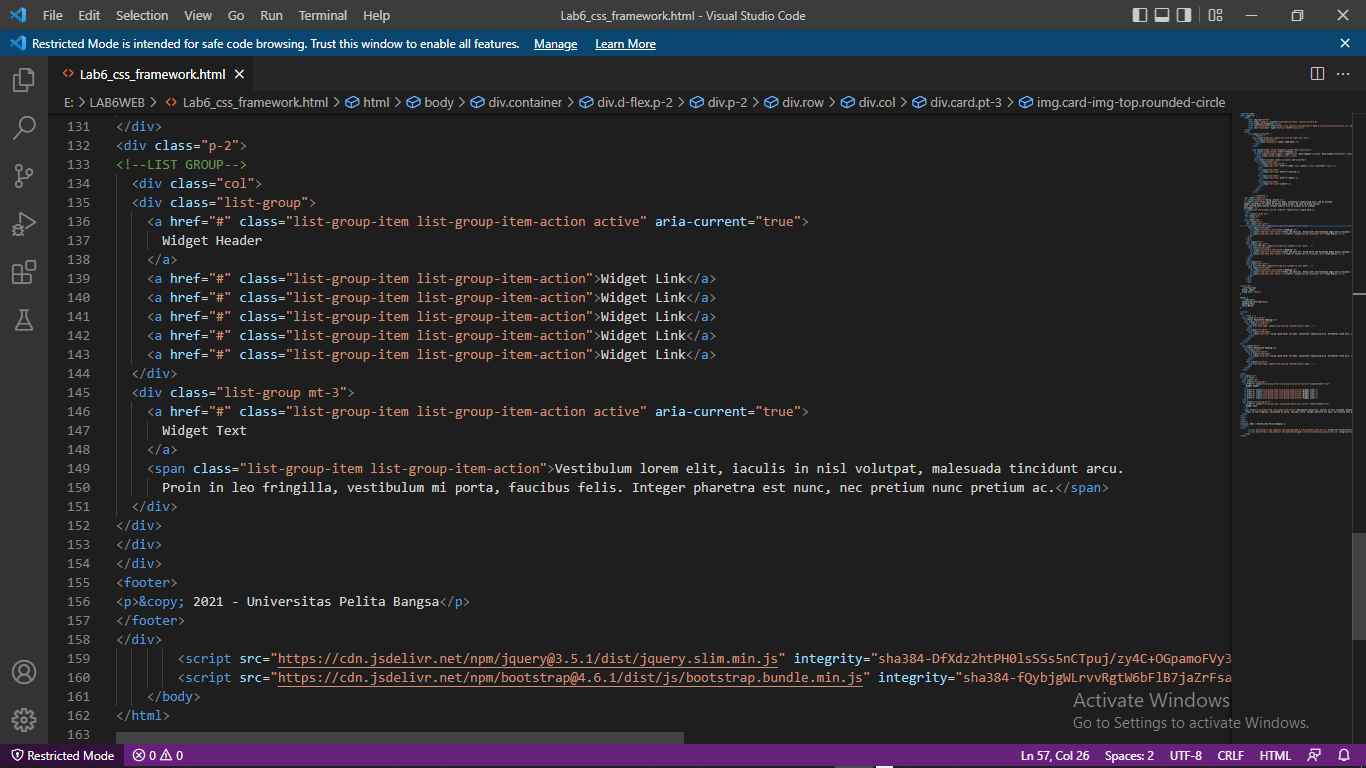 File Edit Selection View Go Run Terminal Help Lab6_css_framework.html - Visual Studio Code
Restricted Mode is intended for safe code browsing. Trust this window to enable all features. Manage Learn More
Lab6_css_framework.html
E: > LAB6WEB > Lab6_css_framework.html > html > body > div.container > div.d-flex.p-2 > div.p-2 > div.row > div.col > div.card.pt-3 > img.card-img-top.rounded-circle
131 </div>
132 <div class="p-2">
133 <!--LIST GROUP-->
134 <div class="col">
135 <div class="list-group">
136 <a href="#" class="list-group-item list-group-item-action active" aria-current="true">
137 Widget Header
138 </a>
139 <a href="#" class="list-group-item list-group-item-action">Widget Link</a>
140 <a href="#" class="list-group-item list-group-item-action">Widget Link</a>
141 <a href="#" class="list-group-item list-group-item-action">Widget Link</a>
142 <a href="#" class="list-group-item list-group-item-action">Widget Link</a>
143 <a href="#" class="list-group-item list-group-item-action">Widget Link</a>
144 </div>
145 <div class="list-group mt-3">
146 <a href="#" class="list-group-item list-group-item-action active" aria-current="true">
147 Widget Text
148 </a>
149 <span class="list-group-item list-group-item-action">Vestibulum lorem elit, iaculis in nisl volutpat, malesuada tincidunt arcu.
150 Proin in leo fringilla, vestibulum mi porta, faucibus felis. Integer pharetra est nunc, nec pretium nunc pretium ac.</span>
151 </div>
152 </div>
153 </div>
154 </div>
155 <footer>
156 <p>&copy; 2021 - Universitas Pelita Bangsa</p>
157 </footer>
158 </div>
159 <script src="https://cdn.jsdelivr.net/npm/jquery@3.5.1/dist/jquery.slim.min.js" integrity="sha384-DfXdz2htPH0lsSSs5nCTpuj/zy4C+OGpamoFVy3
160 <script src="https://cdn.jsdelivr.net/npm/bootstrap@4.6.1/dist/js/bootstrap.bundle.min.js" integrity="sha384-fQybjgWLrvvRgtW6bFlB7jaZrFsa
161 </body>
162 </html>
163
Activate Windows
Go to Settings to activate Windows.
Restricted Mode 0 0 Ln 57, Col 26 Spaces: 2 UTF-8 CRLF HTML